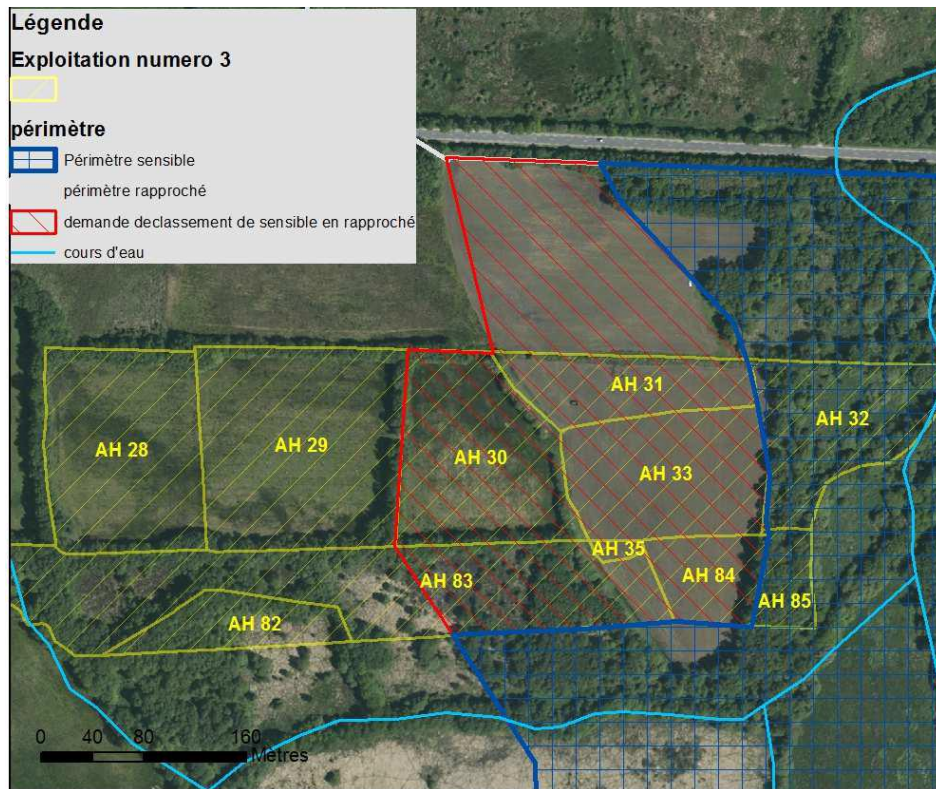 Légende
Exploitation numero 3
périmètre
Périmètre sensible
périmètre rapproché
demande declassement de sensible en rapproché
cours d'eau
AH 31
AH 32
AH 28
AH 29
AH 30
AH 33
AH 35
AH 83
AH 84
AH 85
AH 82
0 40 80 160
Mètres